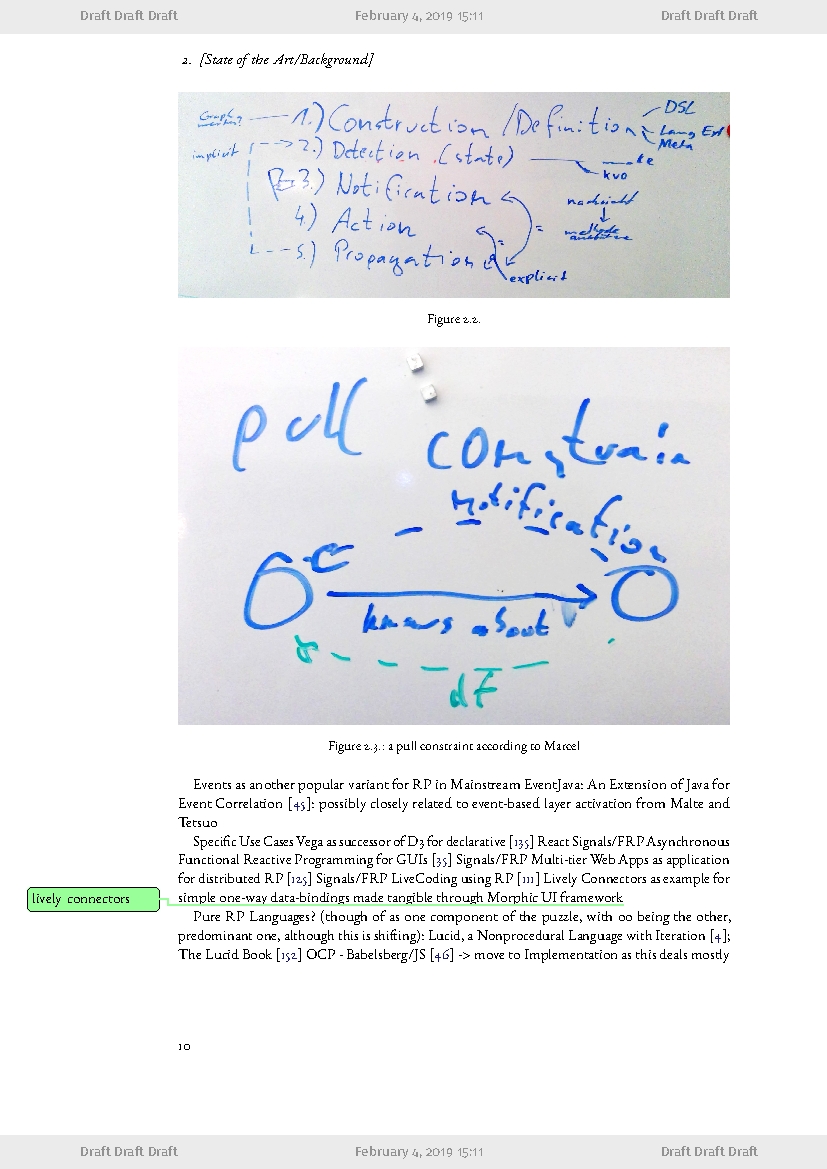 Draft Draft Draft February 4, 2019 15:11 Draft Draft Draft
2. [State of the Art/Background]
1.) Construction / Definition
DSL
Lang Ext
Meta
implicit
2.) Detection (state)
kvo
3.) Notification
nachricht
4.) Action
5.) Propagation
explicit
Figure 2.2.
pull
constrain
notification
knows about
dF
Figure 2.3.: a pull constraint according to Marcel
Events as another popular variant for RP in Mainstream EventJava: An Extension of Java for
Event Correlation [45]: possibly closely related to event-based layer activation from Malte and
Tetsuo
Specific Use Cases Vega as successor of D3 for declarative [135] React Signals/FRP Asynchronous
Functional Reactive Programming for GUIs [35] Signals/FRP Multi-tier Web Apps as application
for distributed RP [125] Signals/FRP LiveCoding using RP [111] Lively Connectors as example for
lively connectors
simple one-way data-bindings made tangible through Morphic UI framework
Pure RP Languages? (though of as one component of the puzzle, with oo being the other,
predominant one, although this is shifting): Lucid, a Nonprocedural Language with Iteration [4];
The Lucid Book [152] OCP - Babelsberg/JS [46] -> move to Implementation as this deals mostly
10
Draft Draft Draft February 4, 2019 15:11 Draft Draft Draft